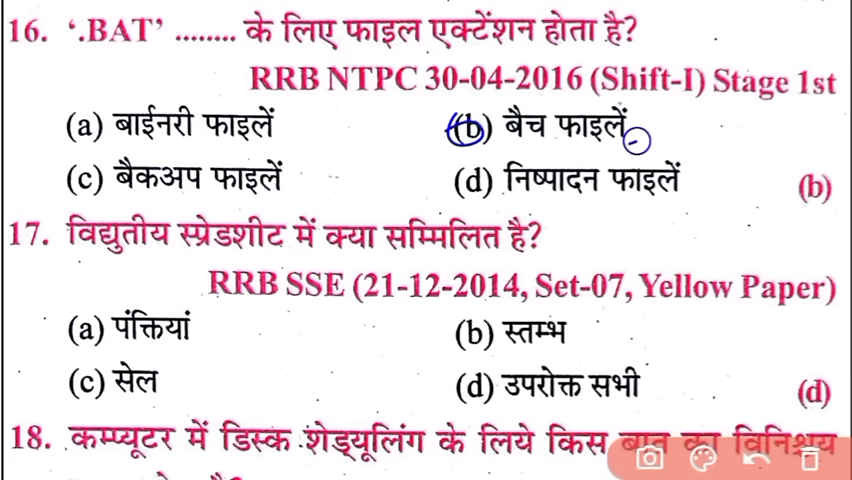 16. ‘.BAT’ ........ के लिए फाइल एक्टेंशन होता है?
RRB NTPC 30-04-2016 (Shift-I) Stage 1st
(a) बाईनरी फाइलें (b) बैच फाइलें
(c) बैकअप फाइलें (d) निष्पादन फाइलें (b)
17. विद्युतीय स्प्रेडशीट में क्या सम्मिलित है?
RRB SSE (21-12-2014, Set-07, Yellow Paper)
(a) पंक्तियां (b) स्तम्भ
(c) सेल (d) उपरोक्त सभी (d)
18. कम्प्यूटर में डिस्क शेड्यूलिंग के लिये किस बात का विनिश्चय